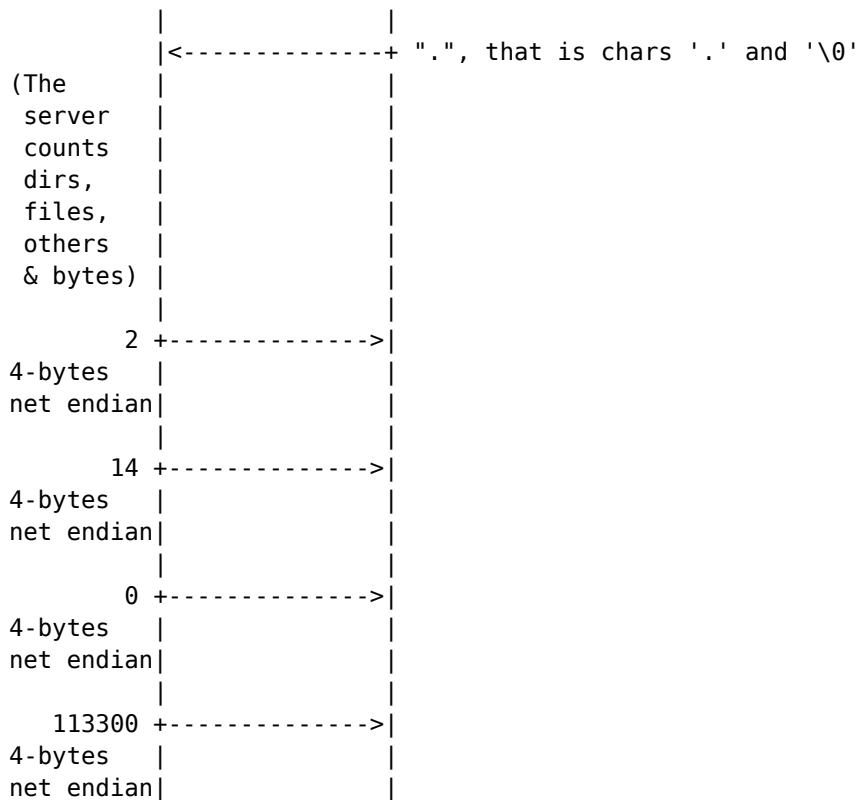 |               |
|<--------------+ ".", that is chars '.' and '\0'
(The      |               |
server   |               |
counts   |               |
dirs,    |               |
files,   |               |
others   |               |
& bytes) |               |
|               |
2 +-------------->|
4-bytes   |               |
net endian|               |
|               |
14 +-------------->|
4-bytes   |               |
net endian|               |
|               |
0 +-------------->|
4-bytes   |               |
net endian|               |
|               |
113300 +-------------->|
4-bytes   |               |
net endian|               |